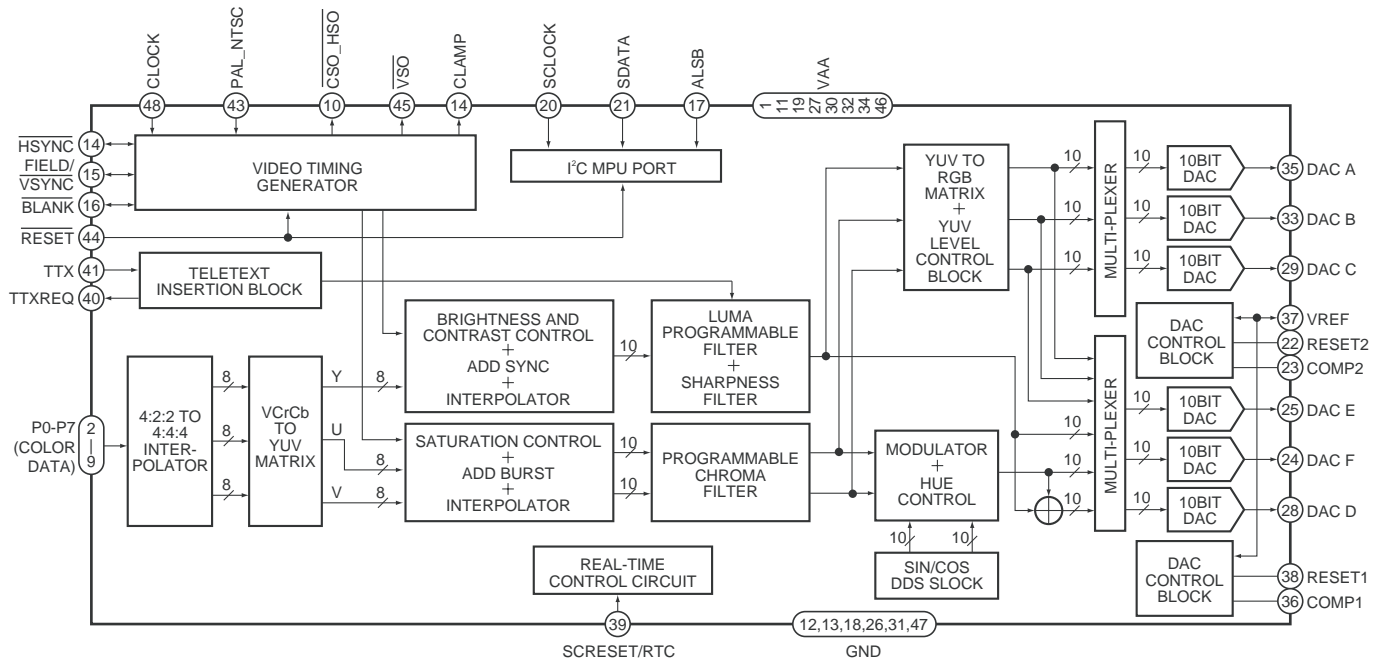 CLOCK
PAL_NTSC
CSO_HSO
VSO
CLAMP
SCLOCK
SDATA
ALSB
VAA
48
43
10
45
14
20
21
17
1 11 19 27 30 32 34 46
HSYNC 14
FIELD/
VSYNC 15
BLANK 16
RESET 44
TTX 41
TTXREQ 40
VIDEO TIMING
GENERATOR
I²C MPU PORT
TELETEXT
INSERTION BLOCK
P0-P7
(COLOR
DATA)
2
|
9
4:2:2 TO
4:4:4
INTER-
POLATOR
8
8
8
VCrCb
TO
YUV
MATRIX
Y
U
V
8
8
8
BRIGHTNESS AND
CONTRAST CONTROL
+
ADD SYNC
+
INTERPOLATOR
10
SATURATION CONTROL
+
ADD BURST
+
INTERPOLATOR
10
10
LUMA
PROGRAMMABLE
FILTER
+
SHARPNESS
FILTER
PROGRAMMABLE
CHROMA
FILTER
YUV TO
RGB
MATRIX
+
YUV
LEVEL
CONTROL
BLOCK
10
10
10
MODULATOR
+
HUE
CONTROL
10
10
SIN/COS
DDS SLOCK
REAL-TIME
CONTROL CIRCUIT
39
SCRESET/RTC
12,13,18,26,31,47
GND
MULTI-PLEXER
10
10
10
10BIT
DAC
35 DAC A
10BIT
DAC
33 DAC B
10BIT
DAC
29 DAC C
DAC
CONTROL
BLOCK
37 VREF
22 RESET2
23 COMP2
10
10
10
MULTI-PLEXER
10
10
10
10BIT
DAC
25 DAC E
10BIT
DAC
24 DAC F
10BIT
DAC
28 DAC D
DAC
CONTROL
BLOCK
38 RESET1
36 COMP1